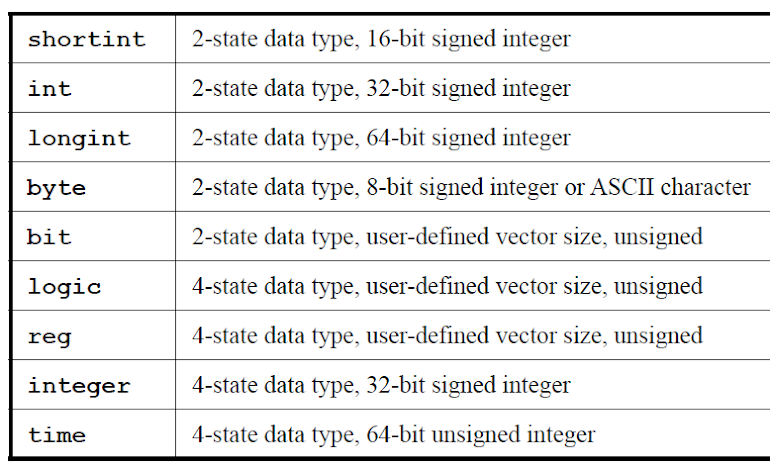 shortint 2-state data type, 16-bit signed integer
int 2-state data type, 32-bit signed integer
longint 2-state data type, 64-bit signed integer
byte 2-state data type, 8-bit signed integer or ASCII character
bit 2-state data type, user-defined vector size, unsigned
logic 4-state data type, user-defined vector size, unsigned
reg 4-state data type, user-defined vector size, unsigned
integer 4-state data type, 32-bit signed integer
time 4-state data type, 64-bit unsigned integer